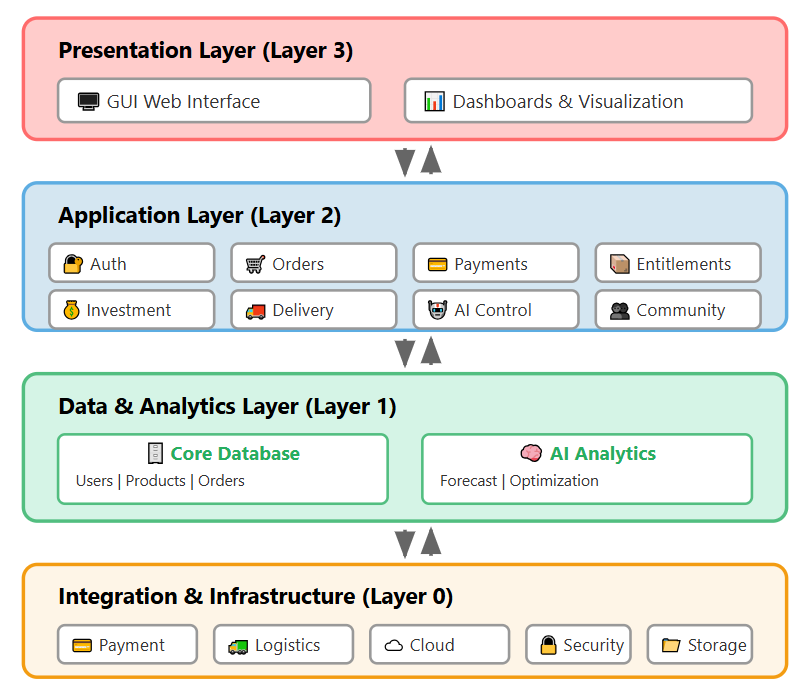 Presentation Layer (Layer 3)
GUI Web Interface
Dashboards & Visualization
Application Layer (Layer 2)
Auth
Orders
Payments
Entitlements
Investment
Delivery
AI Control
Community
Data & Analytics Layer (Layer 1)
Core Database
Users | Products | Orders
AI Analytics
Forecast | Optimization
Integration & Infrastructure (Layer 0)
Payment
Logistics
Cloud
Security
Storage